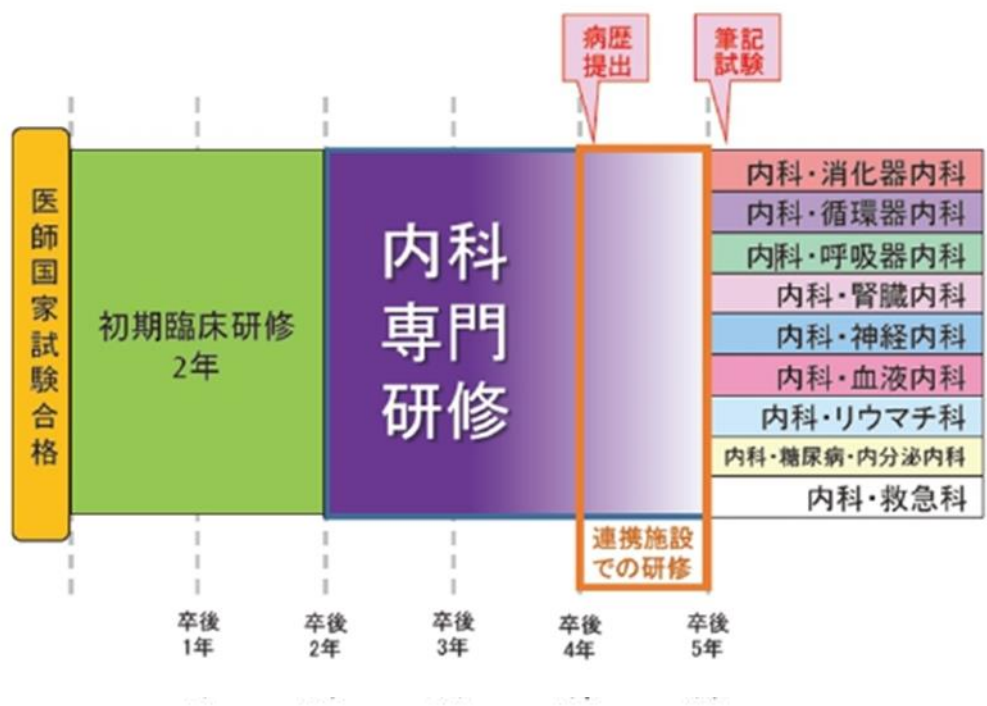 病歴
提出
筆記
試験
医師国家試験合格
初期臨床研修
2年
内科
専門
研修
内科・消化器内科
内科・循環器内科
内科・呼吸器内科
内科・腎臓内科
内科・神経内科
内科・血液内科
内科・リウマチ科
内科・糖尿病・内分泌内科
内科・救急科
連携施設
での研修
卒後
1年
卒後
2年
卒後
3年
卒後
4年
卒後
5年